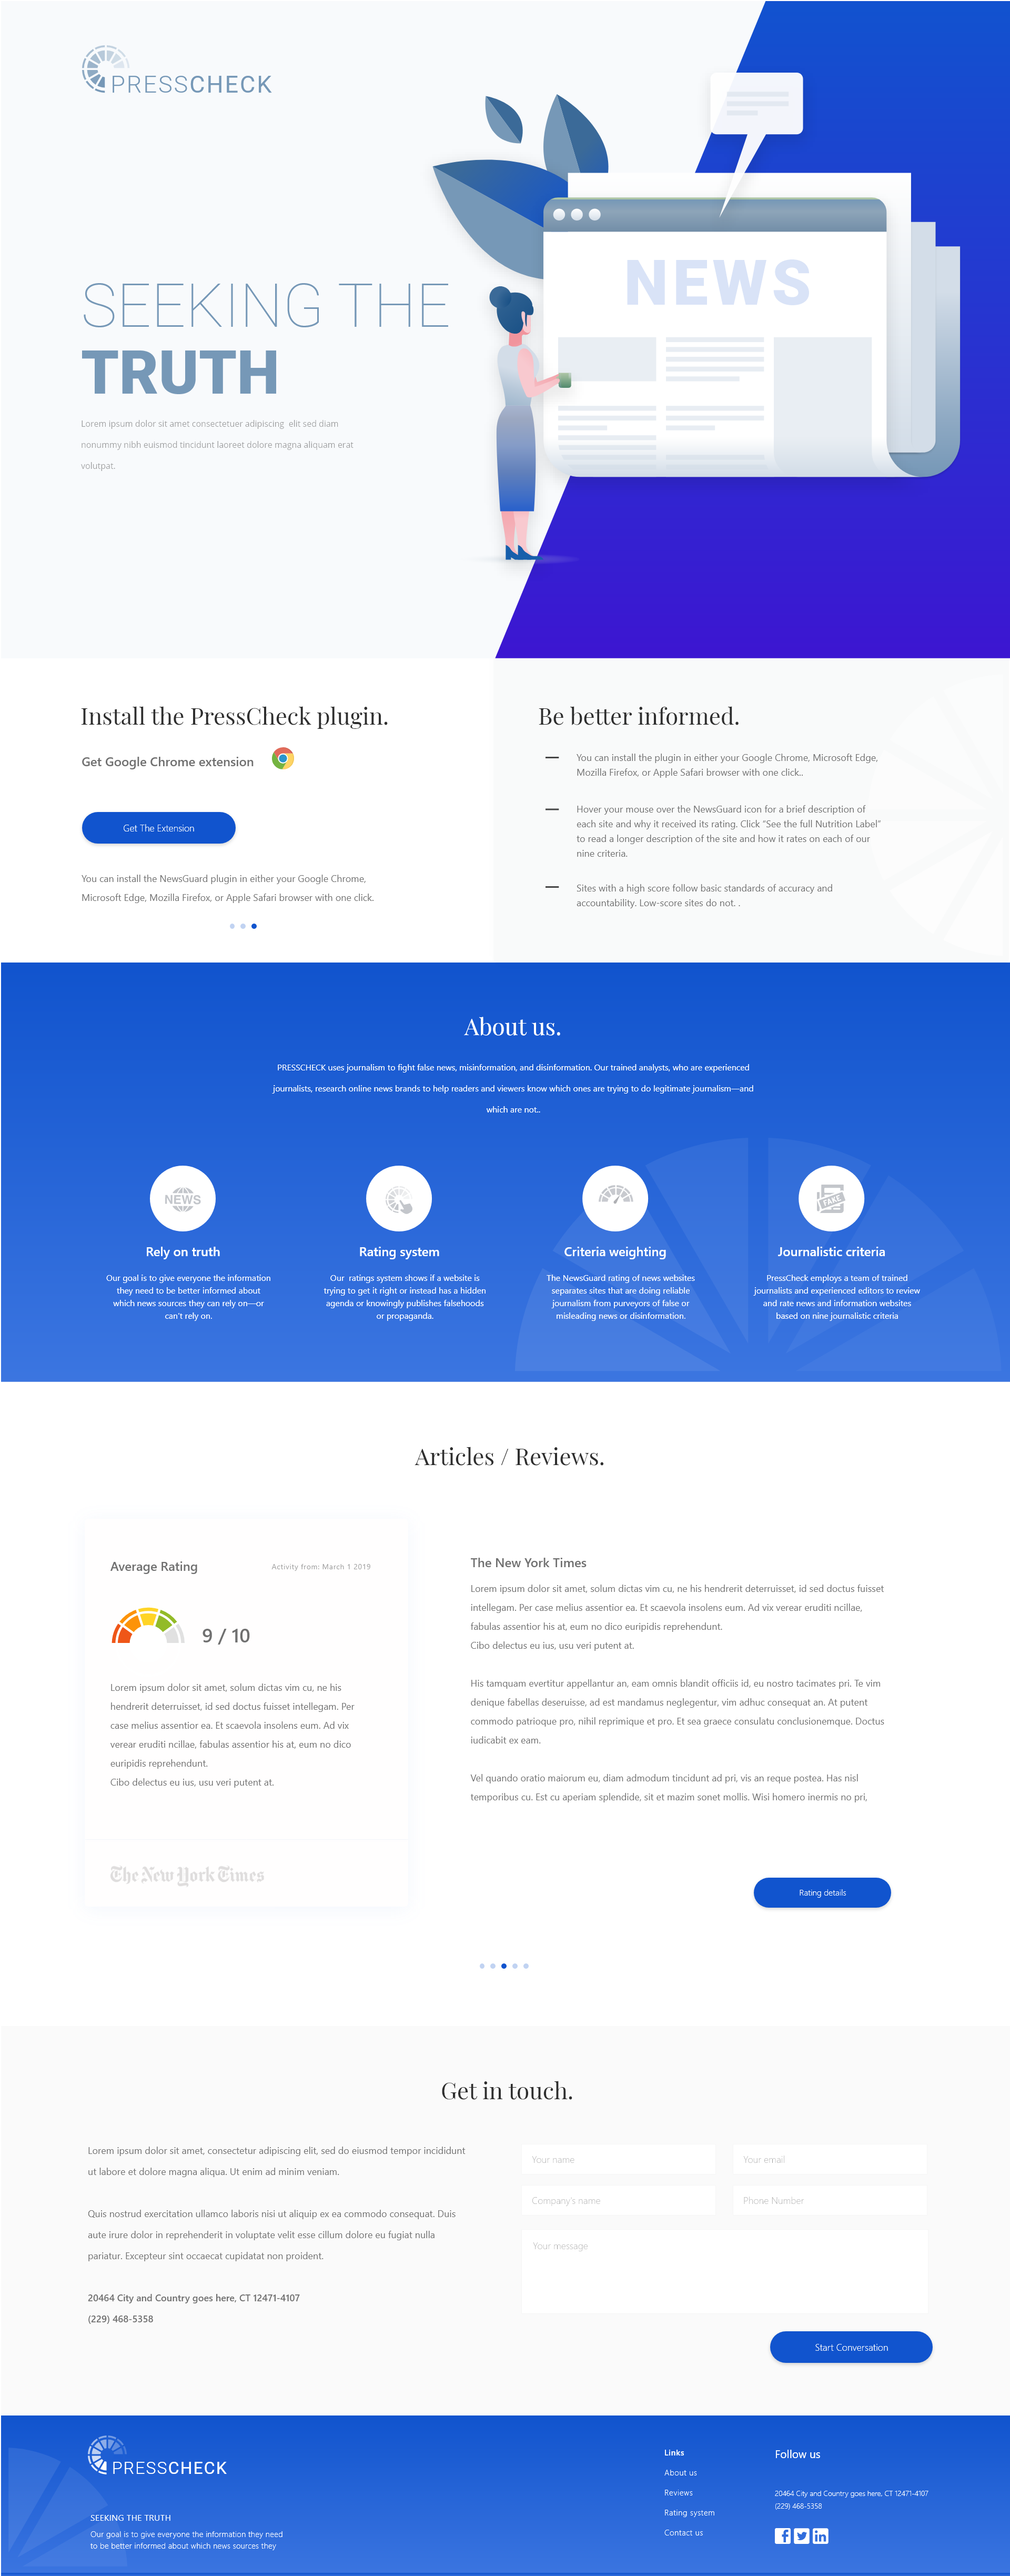 PRESSCHECK
NEWS
SEEKING THE
TRUTH
Lorem ipsum dolor sit amet consectetuer adipiscing elit sed diam
nonummy nibh euismod tincidunt laoreet dolore magna aliquam erat
volutpat.
Install the PressCheck plugin.
Get Google Chrome extension
Get The Extension
You can install the NewsGuard plugin in either your Google Chrome,
Microsoft Edge, Mozilla Firefox, or Apple Safari browser with one click.
Be better informed.
You can install the plugin in either your Google Chrome, Microsoft Edge,
Mozilla Firefox, or Apple Safari browser with one click..
Hover your mouse over the NewsGuard icon for a brief description of
each site and why it received its rating. Click “See the full Nutrition Label”
to read a longer description of the site and how it rates on each of our
nine criteria.
Sites with a high score follow basic standards of accuracy and
accountability. Low-score sites do not. .
About us.
PRESSCHECK uses journalism to fight false news, misinformation, and disinformation. Our trained analysts, who are experienced
journalists, research online news brands to help readers and viewers know which ones are trying to do legitimate journalism—and
which are not..
NEWS
Rely on truth
Our goal is to give everyone the information
they need to be better informed about
which news sources they can rely on—or
can’t rely on.
Rating system
Our ratings system shows if a website is
trying to get it right or instead has a hidden
agenda or knowingly publishes falsehoods
or propaganda.
Criteria weighting
The NewsGuard rating of news websites
separates sites that are doing reliable
journalism from purveyors of false or
misleading news or disinformation.
FAKE
Journalistic criteria
PressCheck employs a team of trained
journalists and experienced editors to review
and rate news and information websites
based on nine journalistic criteria
Articles / Reviews.
Average Rating
Activity from: March 1 2019
9 / 10
Lorem ipsum dolor sit amet, solum dictas vim cu, ne his
hendrerit deterruisset, id sed doctus fuisset intellegam. Per
case melius assentior ea. Et scaevola insolens eum. Ad vix
verear eruditi ncillae, fabulas assentior his at, eum no dico
euripidis reprehendunt.
Cibo delectus eu ius, usu veri putent at.
The New York Times
The New York Times
Lorem ipsum dolor sit amet, solum dictas vim cu, ne his hendrerit deterruisset, id sed doctus fuisset
intellegam. Per case melius assentior ea. Et scaevola insolens eum. Ad vix verear eruditi ncillae,
fabulas assentior his at, eum no dico euripidis reprehendunt.
Cibo delectus eu ius, usu veri putent at.
His tamquam evertitur appellantur an, eam omnis blandit officiis id, eu nostro tacimates pri. Te vim
denique fabellas deseruisse, ad est mandamus neglegentur, vim adhuc consequat an. At putent
commodo patrioque pro, nihil reprimique et pro. Et sea graece consulatu conclusionemque. Doctus
iudicabit ex eam.
Vel quando oratio maiorum eu, diam admodum tincidunt ad pri, vis an reque postea. Has nisl
temporibus cu. Est cu aperiam splendide, sit et mazim sonet mollis. Wisi homero inermis no pri,
Rating details
Get in touch.
Lorem ipsum dolor sit amet, consectetur adipiscing elit, sed do eiusmod tempor incididunt
ut labore et dolore magna aliqua. Ut enim ad minim veniam.
Quis nostrud exercitation ullamco laboris nisi ut aliquip ex ea commodo consequat. Duis
aute irure dolor in reprehenderit in voluptate velit esse cillum dolore eu fugiat nulla
pariatur. Excepteur sint occaecat cupidatat non proident.
20464 City and Country goes here, CT 12471-4107
(229) 468-5358
Your name
Your email
Company's name
Phone Number
Your message
Start Conversation
PRESSCHECK
SEEKING THE TRUTH
Our goal is to give everyone the information they need
to be better informed about which news sources they
Links
About us
Reviews
Rating system
Contact us
Follow us
20464 City and Country goes here, CT 12471-4107
(229) 468-5358